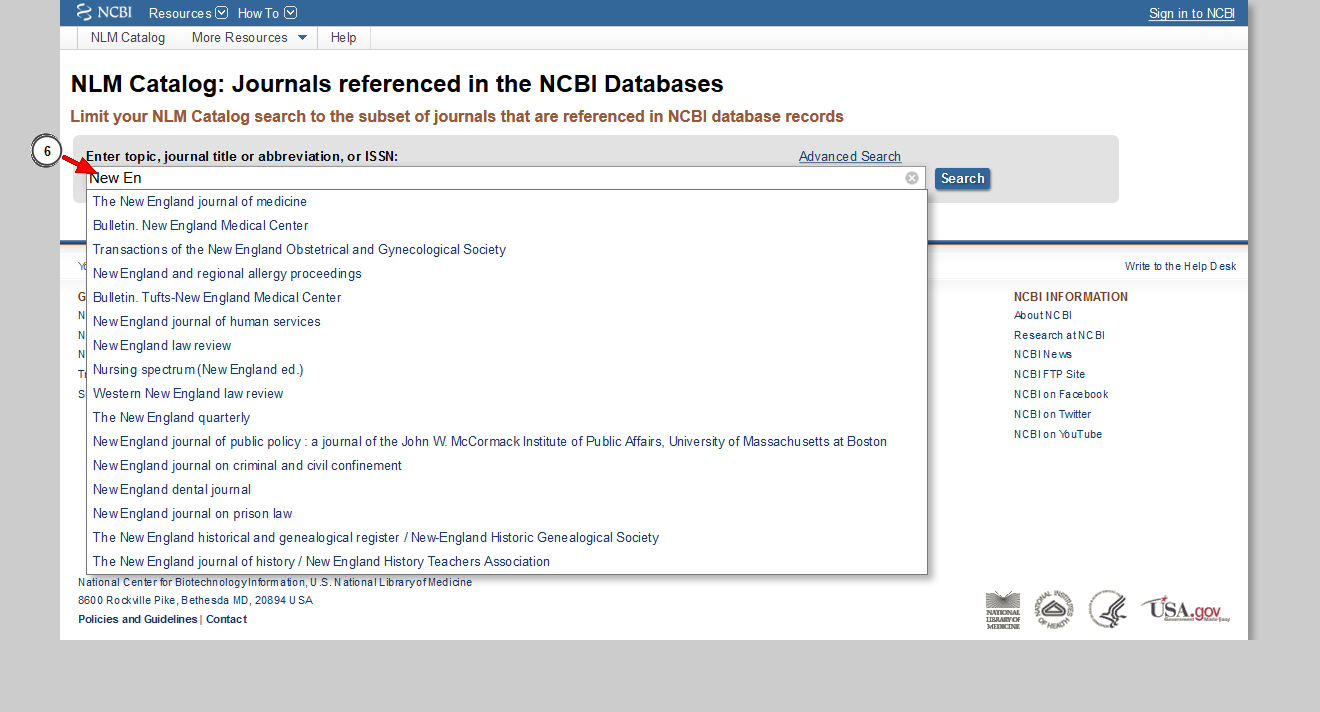 NCBI Resources How To Sign in to NCBI
NLM Catalog More Resources Help
NLM Catalog: Journals referenced in the NCBI Databases
Limit your NLM Catalog search to the subset of journals that are referenced in NCBI database records
6
Enter topic, journal title or abbreviation, or ISSN: Advanced Search
New En Search
The New England journal of medicine
Bulletin. New England Medical Center
Transactions of the New England Obstetrical and Gynecological Society
New England and regional allergy proceedings
Bulletin. Tufts-New England Medical Center
New England journal of human services
New England law review
Nursing spectrum (New England ed.)
Western New England law review
The New England quarterly
New England journal of public policy : a journal of the John W. McCormack Institute of Public Affairs, University of Massachusetts at Boston
New England journal on criminal and civil confinement
New England dental journal
New England journal on prison law
The New England historical and genealogical register / New-England Historic Genealogical Society
The New England journal of history / New England History Teachers Association
Write to the Help Desk
NCBI INFORMATION
About NCBI
Research at NCBI
NCBI News
NCBI FTP Site
NCBI on Facebook
NCBI on Twitter
NCBI on YouTube
National Center for Biotechnology Information, U.S. National Library of Medicine
8600 Rockville Pike, Bethesda MD, 20894 USA
Policies and Guidelines | Contact
NATIONAL
LIBRARY OF
MEDICINE
NATIONAL INSTITUTES OF HEALTH
USA.gov
Government Made Easy